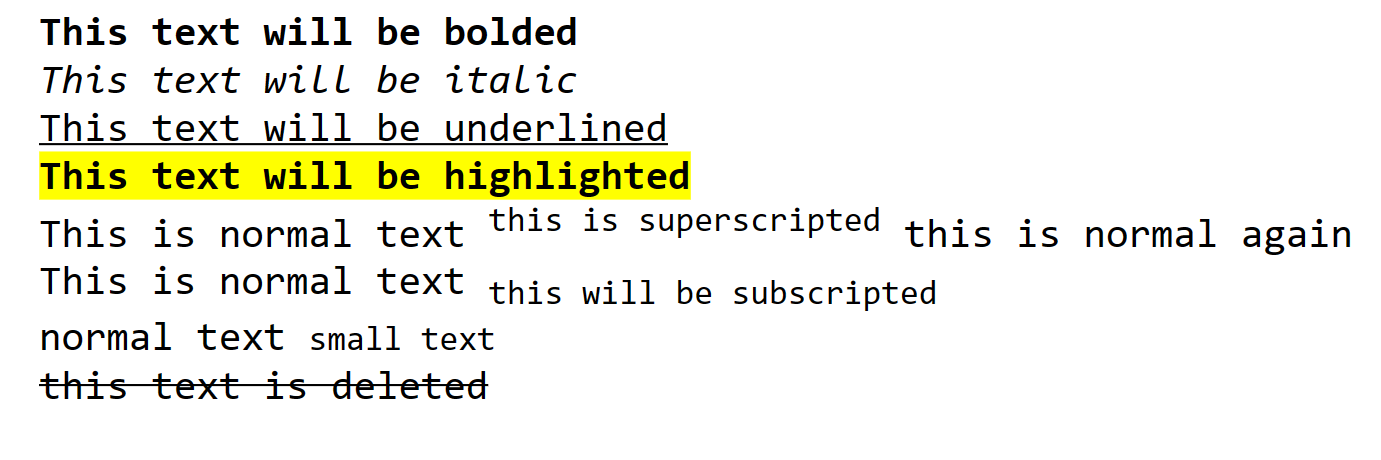 This text will be bolded
This text will be italic
This text will be underlined
This text will be highlighted
This is normal text this is superscripted this is normal again
This is normal text this will be subscripted
normal text small text
this text is deleted